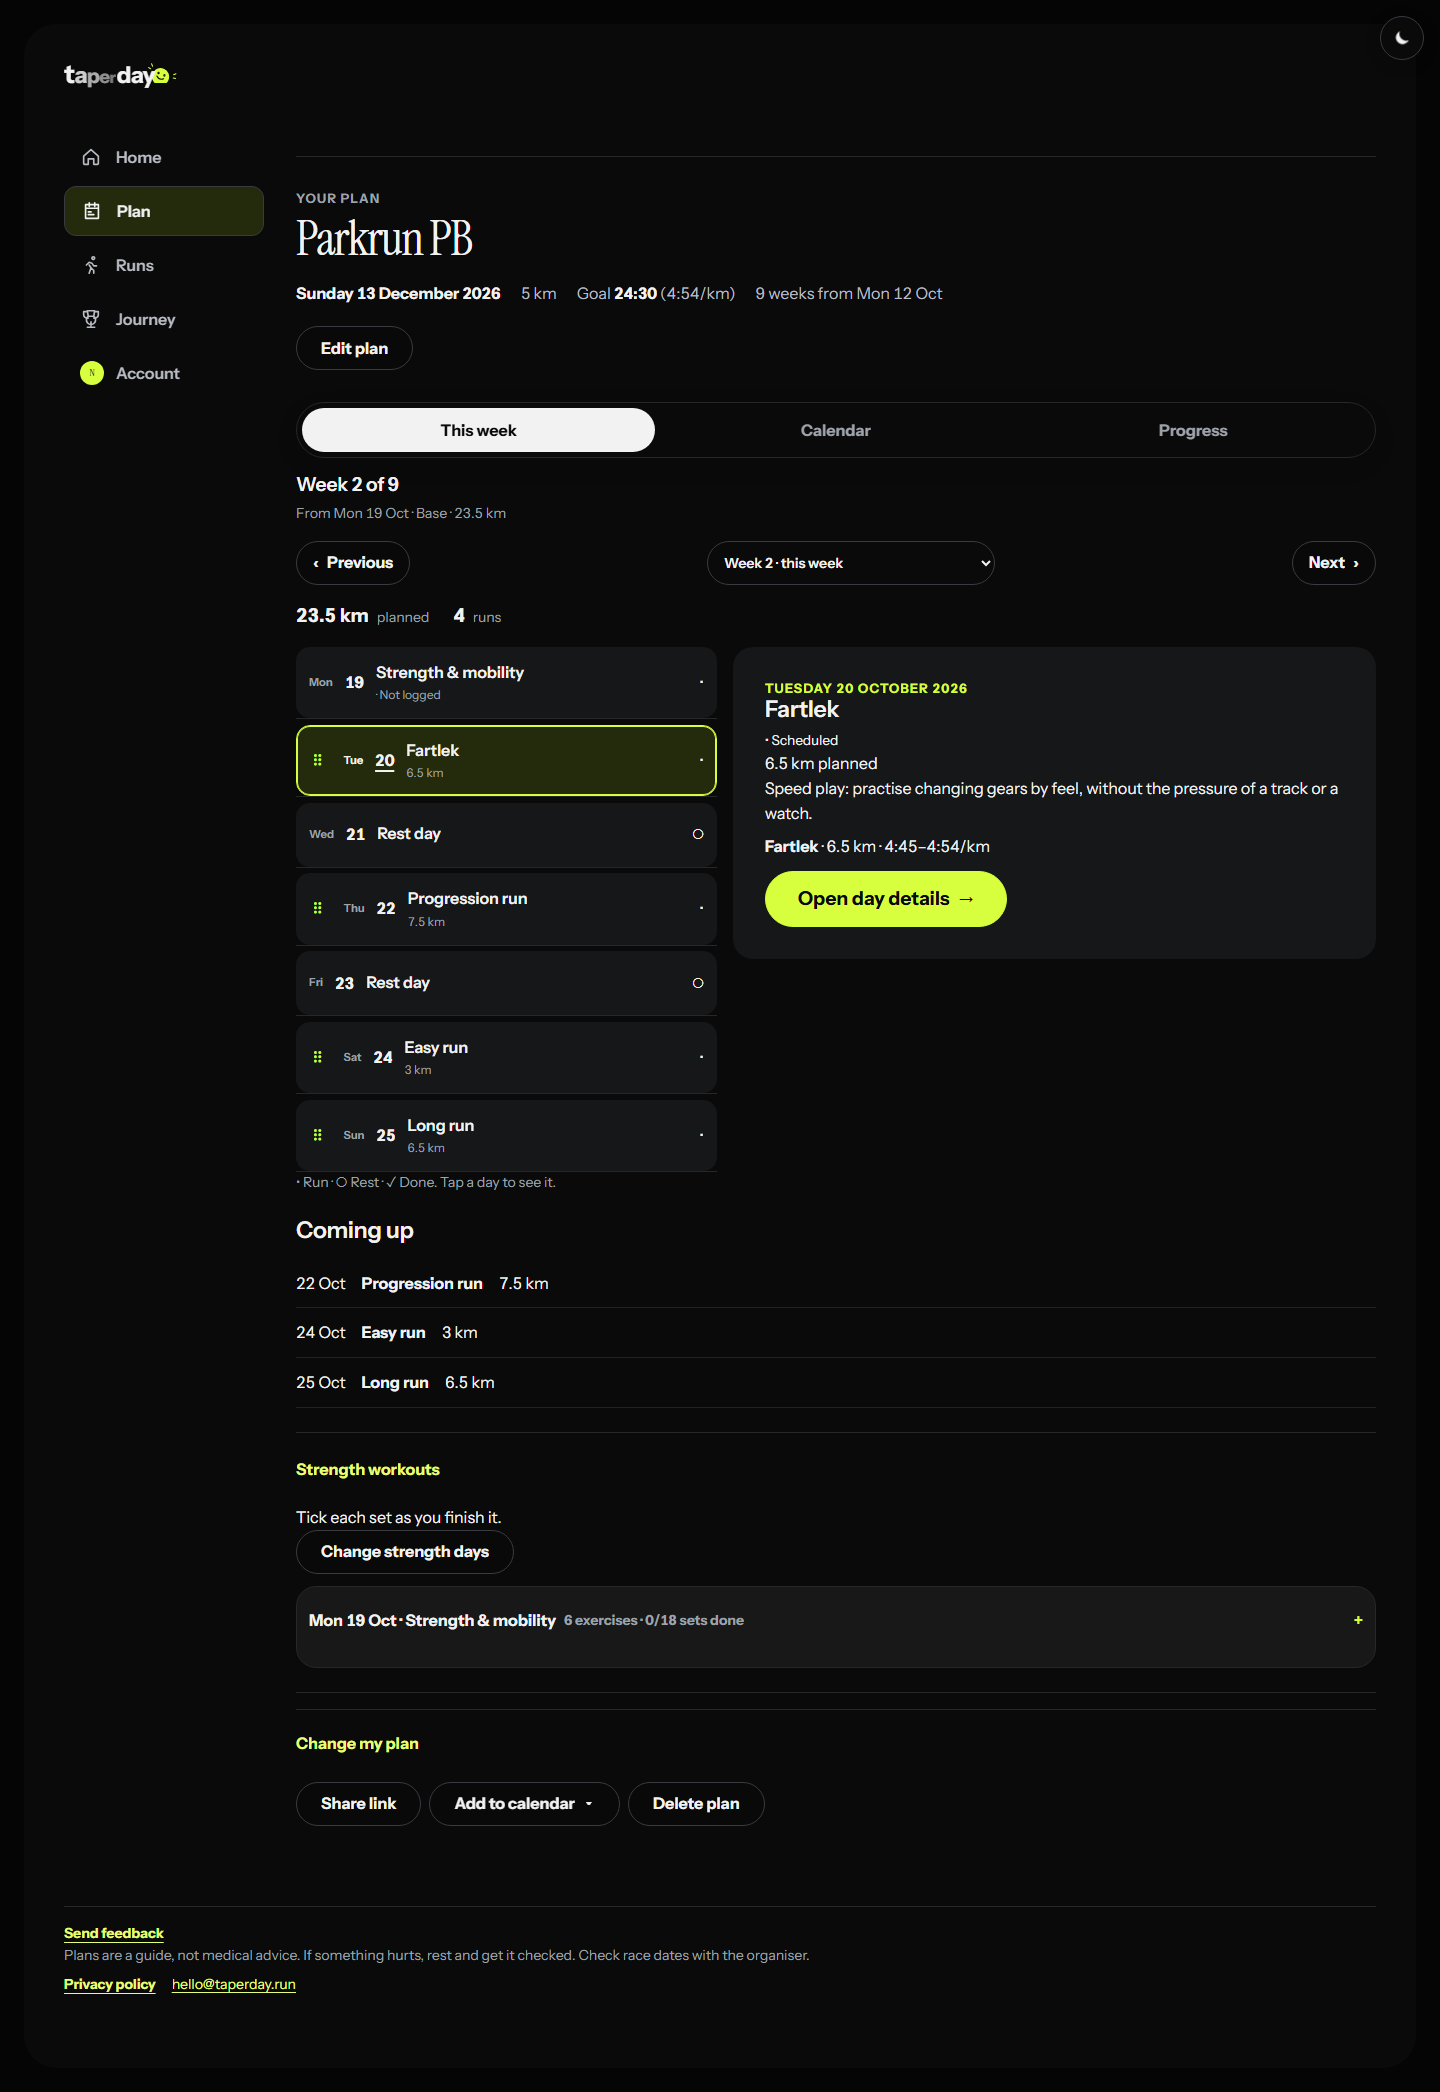 taperday
Home
Plan
Runs
Journey
N Account
YOUR PLAN
Parkrun PB
Sunday 13 December 2026 5 km Goal 24:30 (4:54/km) 9 weeks from Mon 12 Oct
Edit plan
This week Calendar Progress
Week 2 of 9
From Mon 19 Oct · Base · 23.5 km
‹ Previous Week 2 · this week Next ›
23.5 km planned 4 runs
Mon 19 Strength & mobility
· Not logged
Tue 20 Fartlek
6.5 km
Wed 21 Rest day
Thu 22 Progression run
7.5 km
Fri 23 Rest day
Sat 24 Easy run
3 km
Sun 25 Long run
6.5 km
· Run · ○ Rest · ✓ Done. Tap a day to see it.
TUESDAY 20 OCTOBER 2026
Fartlek
· Scheduled
6.5 km planned
Speed play: practise changing gears by feel, without the pressure of a track or a
watch.
Fartlek · 6.5 km · 4:45–4:54/km
Open day details →
Coming up
22 Oct Progression run 7.5 km
24 Oct Easy run 3 km
25 Oct Long run 6.5 km
Strength workouts
Tick each set as you finish it.
Change strength days
Mon 19 Oct · Strength & mobility 6 exercises · 0/18 sets done +
Change my plan
Share link Add to calendar Delete plan
Send feedback
Plans are a guide, not medical advice. If something hurts, rest and get it checked. Check race dates with the organiser.
Privacy policy hello@taperday.run